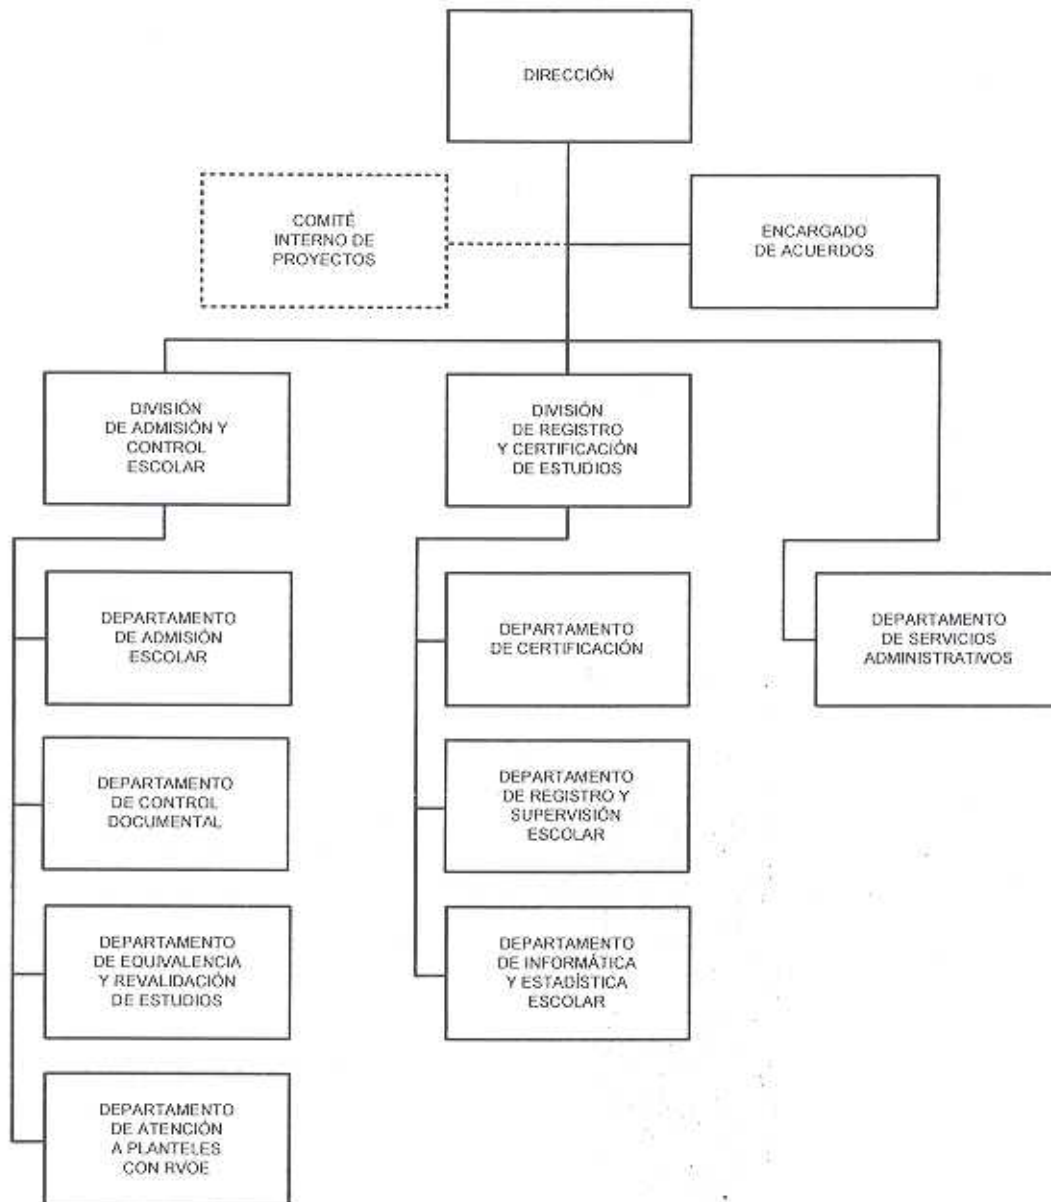 DIRECCIÓN
COMITÉ
INTERNO DE
PROYECTOS
ENCARGADO
DE ACUERDOS
DIVISIÓN
DE ADMISIÓN Y
CONTROL
ESCOLAR
DIVISIÓN
DE REGISTRO
Y CERTIFICACIÓN
DE ESTUDIOS
DEPARTAMENTO
DE ADMISIÓN
ESCOLAR
DEPARTAMENTO
DE CERTIFICACIÓN
DEPARTAMENTO
DE SERVICIOS
ADMINISTRATIVOS
DEPARTAMENTO
DE CONTROL
DOCUMENTAL
DEPARTAMENTO
DE REGISTRO Y
SUPERVISIÓN
ESCOLAR
DEPARTAMENTO
DE EQUIVALENCIA
Y REVALIDACIÓN
DE ESTUDIOS
DEPARTAMENTO
DE INFORMÁTICA
Y ESTADÍSTICA
ESCOLAR
DEPARTAMENTO
DE ATENCIÓN
A PLANTELES
CON RVOE